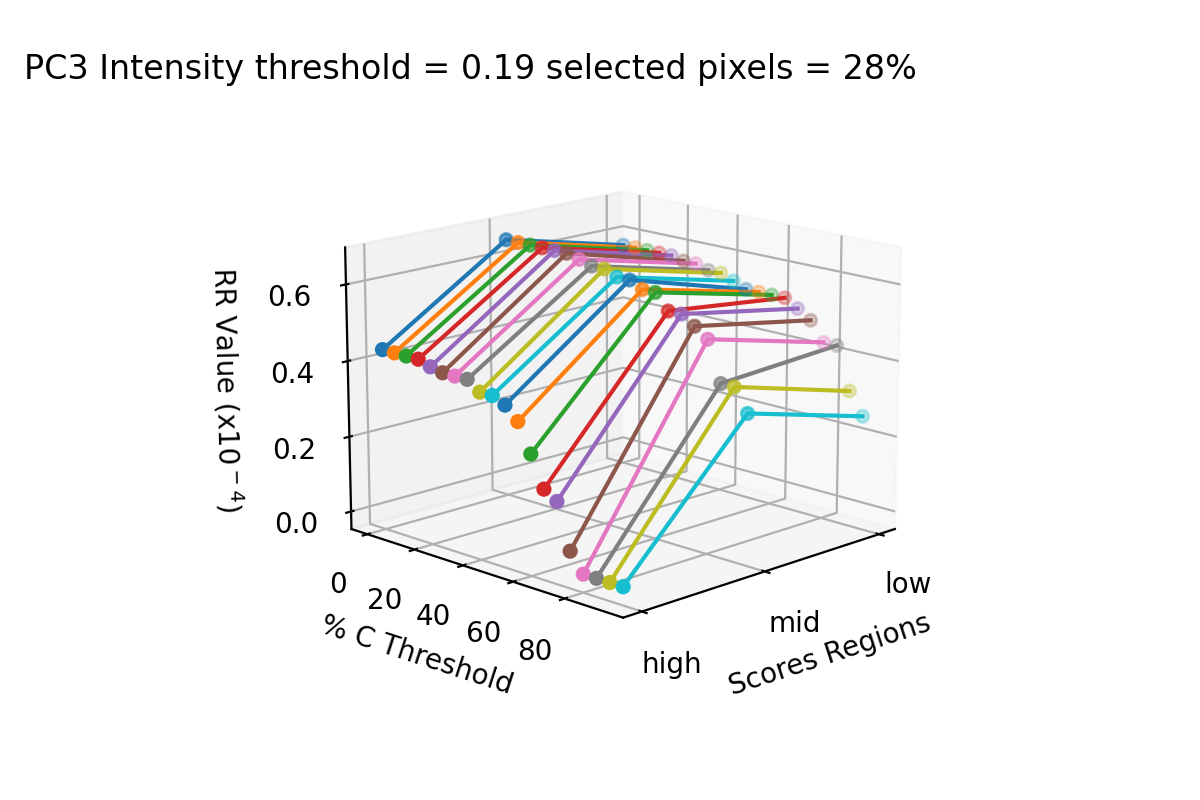 PC3 Intensity threshold = 0.19 selected pixels = 28%
RR Value (x10⁻⁴)
0.6
0.4
0.2
0.0
0
20
40
60
80
% C Threshold
high
mid
low
Scores Regions